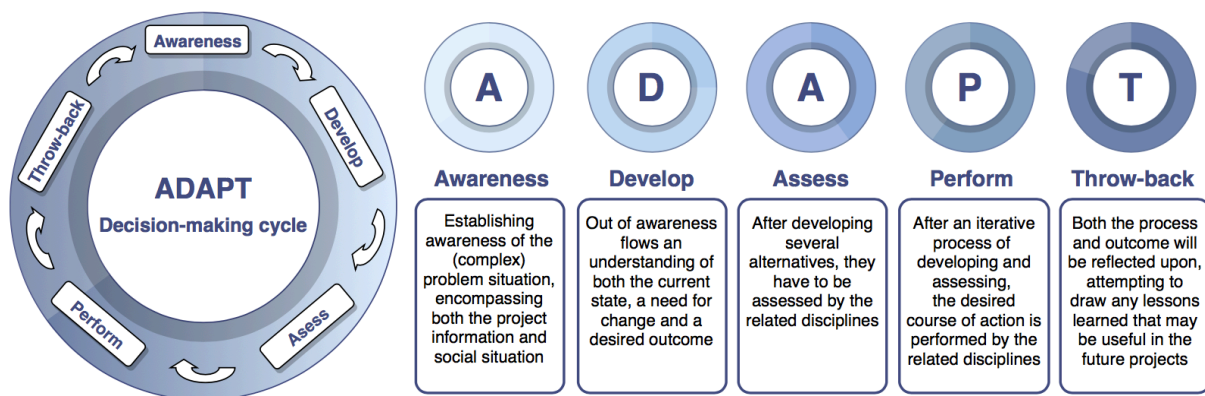 Awareness
Develop
Asess
Perform
Throw-back
ADAPT
Decision-making cycle
A
Awareness
Establishing
awareness of the
(complex)
problem situation,
encompassing
both the project
information and
social situation
D
Develop
Out of awareness
flows an
understanding of
both the current
state, a need for
change and a
desired outcome
A
Assess
After developing
several
alternatives, they
have to be
assessed by the
related disciplines
P
Perform
After an iterative
process of
developing and
assessing,
the desired
course of action is
performed by the
related disciplines
T
Throw-back
Both the process
and outcome will
be reflected upon,
attempting to
draw any lessons
learned that may
be useful in the
future projects